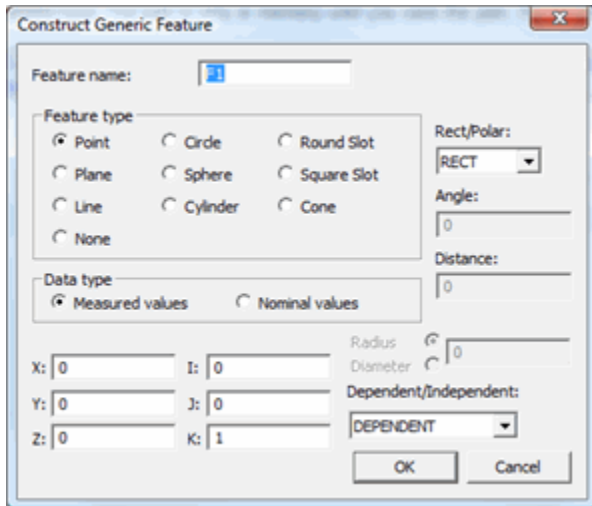 Construct Generic Feature
Feature name: F1
Feature type
Point Circle Round Slot
Plane Sphere Square Slot
Line Cylinder Cone
None
Rect/Polar:
RECT
Angle:
0
Distance:
0
Data type
Measured values Nominal values
X: 0 I: 0
Y: 0 J: 0
Z: 0 K: 1
Radius
Diameter
0
Dependent/Independent:
DEPENDENT
OK Cancel